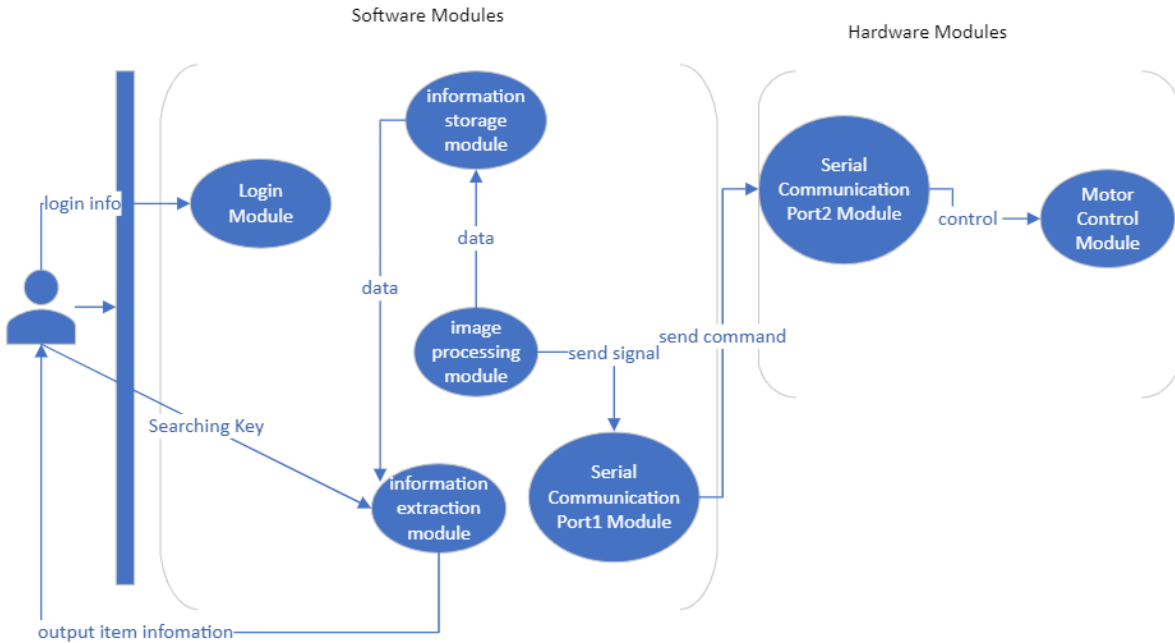 Software Modules
Hardware Modules
information
storage
module
Serial
Communication
Port2 Module
Login
Module
login info
Motor
Control
Module
control
data
data
image
processing
module
send signal
send command
Searching Key
information
extraction
module
Serial
Communication
Port1 Module
output item infomation